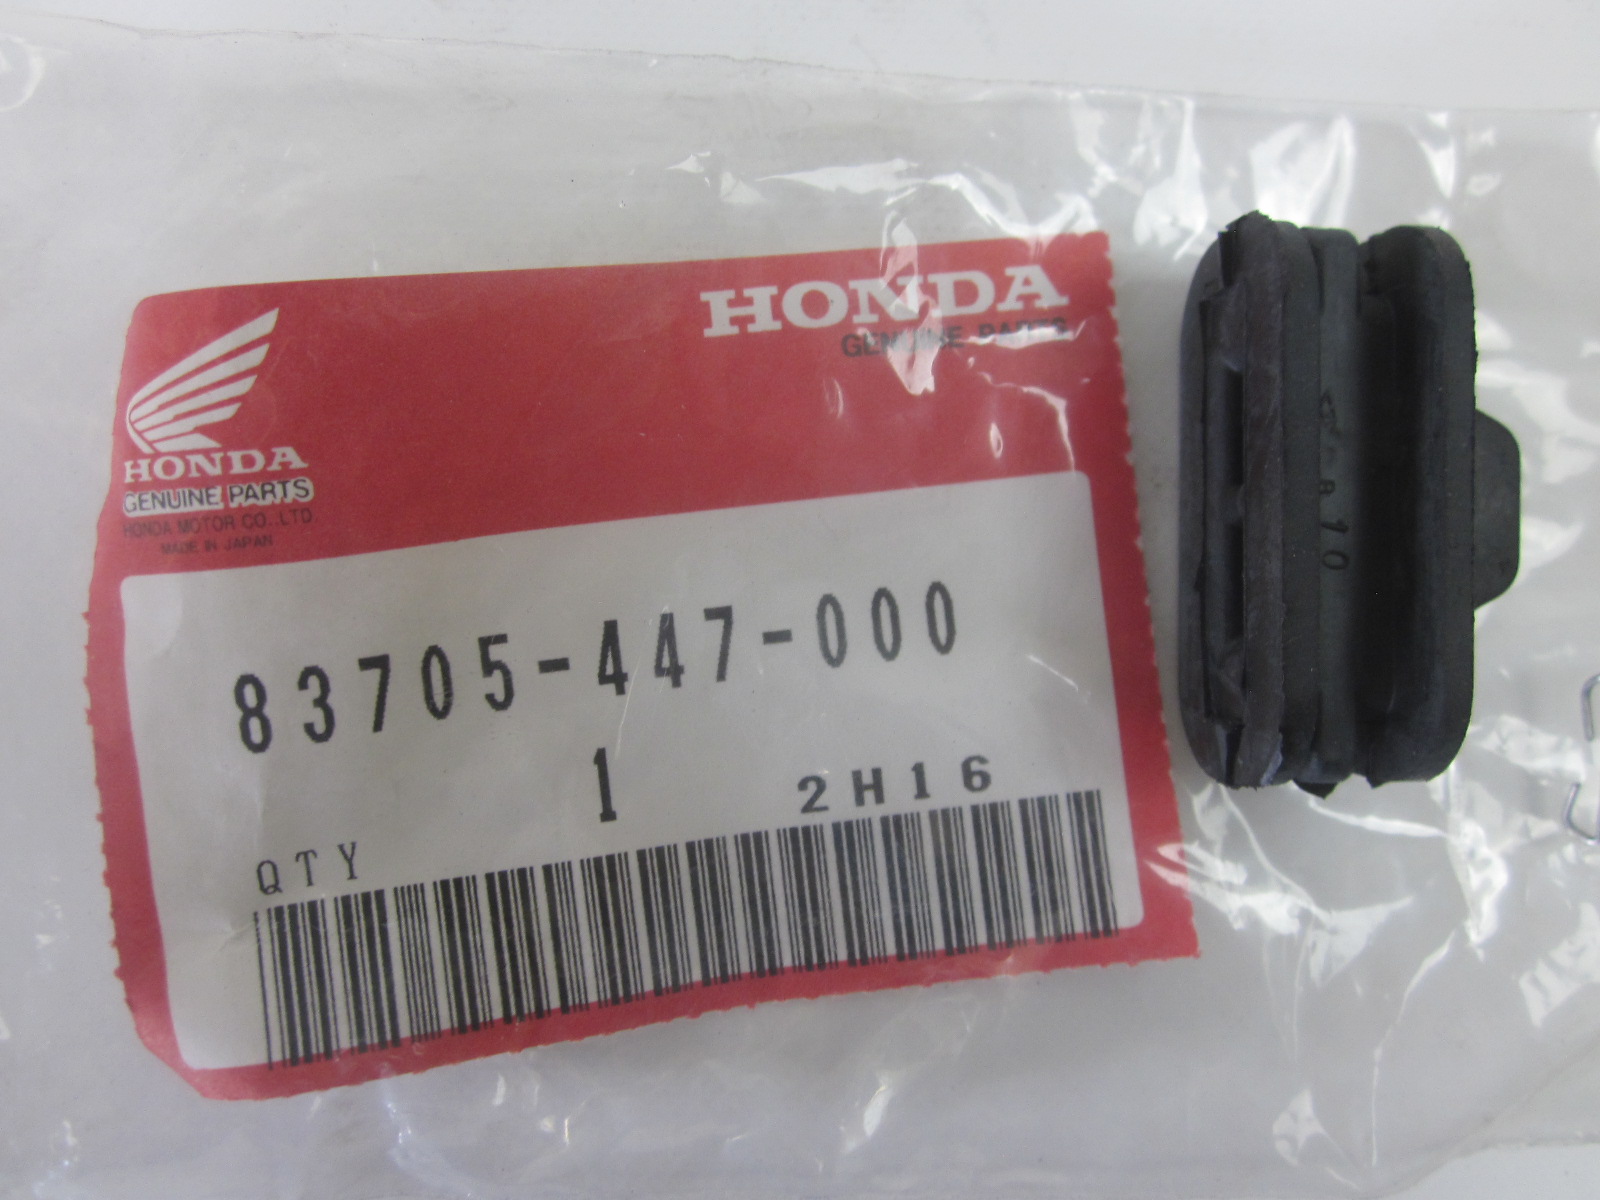 HONDA
GENUINE PARTS
HONDA
GENUINE PARTS
HONDA MOTOR CO.,LTD.
MADE IN JAPAN
83705-447-000
1
2H16
QTY
10